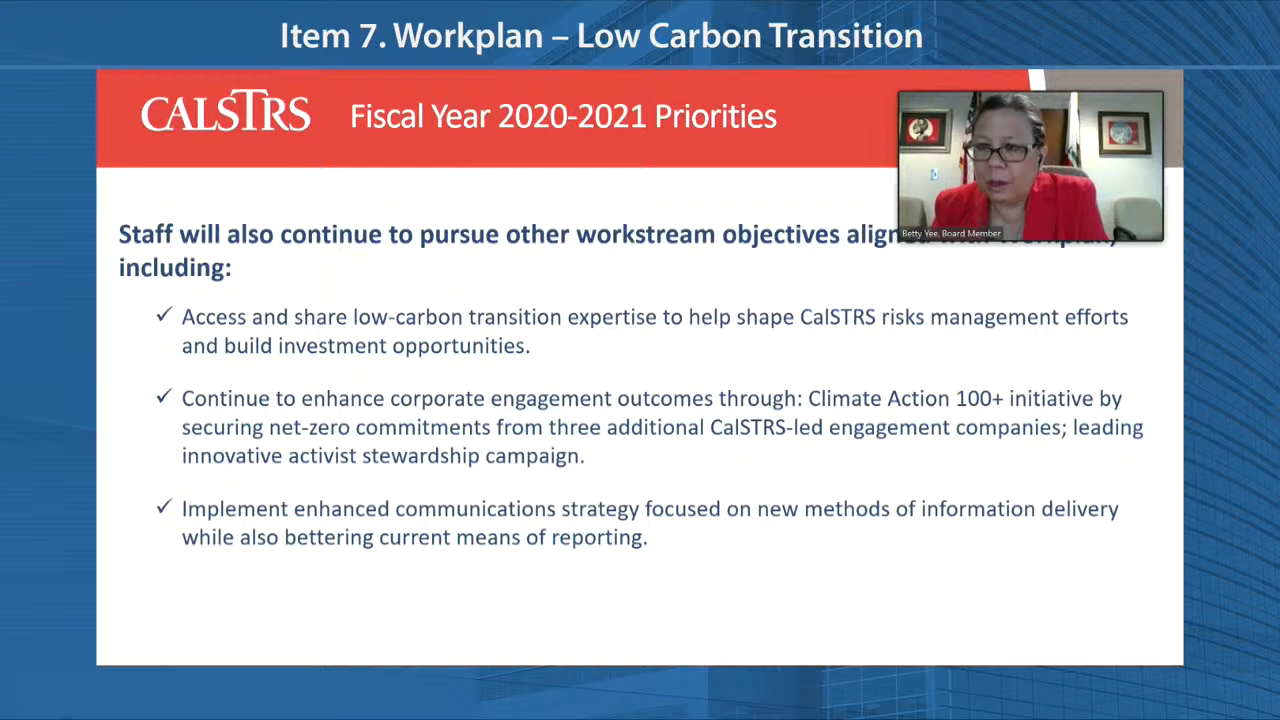 Item 7. Workplan – Low Carbon Transition
CALSTRS
Fiscal Year 2020-2021 Priorities
Betty Yee, Board Member
Staff will also continue to pursue other workstream objectives
including:
✓ Access and share low-carbon transition expertise to help shape CalSTRS risks management efforts
and build investment opportunities.
✓ Continue to enhance corporate engagement outcomes through: Climate Action 100+ initiative by
securing net-zero commitments from three additional CalSTRS-led engagement companies; leading
innovative activist stewardship campaign.
✓ Implement enhanced communications strategy focused on new methods of information delivery
while also bettering current means of reporting.